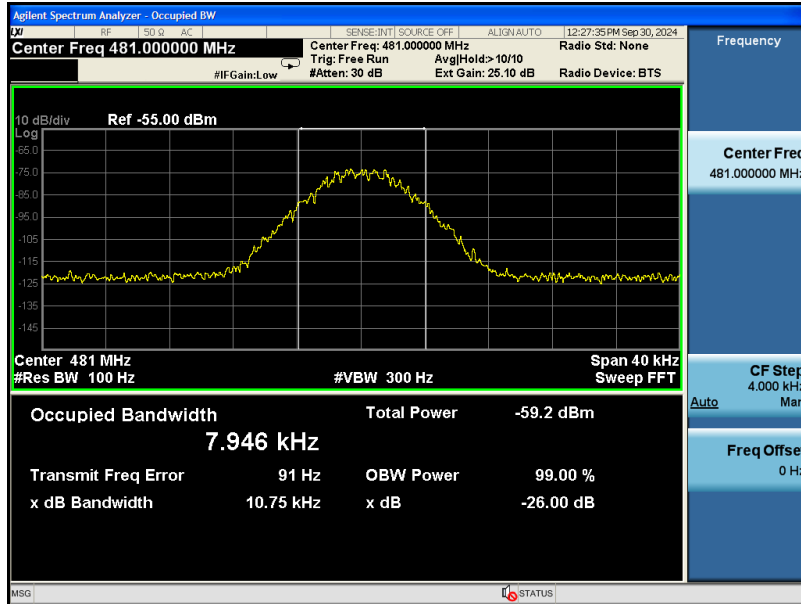 Agilent Spectrum Analyzer - Occupied BW
LXI RF 50 Ω AC SENSE:INT SOURCE OFF ALIGN AUTO 12:27:35 PM Sep 30, 2024
Center Freq 481.000000 MHz
Center Freq: 481.000000 MHz Radio Std: None
Trig: Free Run Avg|Hold:>10/10
#IFGain:Low #Atten: 30 dB Ext Gain: 25.10 dB Radio Device: BTS
10 dB/div Ref -55.00 dBm
Log
-65.0
-75.0
-85.0
-95.0
-105
-115
-125
-135
-145
Center 481 MHz Span 40 kHz
#Res BW 100 Hz #VBW 300 Hz Sweep FFT
Occupied Bandwidth Total Power -59.2 dBm
7.946 kHz
Transmit Freq Error 91 Hz OBW Power 99.00 %
x dB Bandwidth 10.75 kHz x dB -26.00 dB
MSG STATUS
Frequency
Center Freq
481.000000 MHz
CF Step
4.000 kHz
Auto Man
Freq Offset
0 Hz